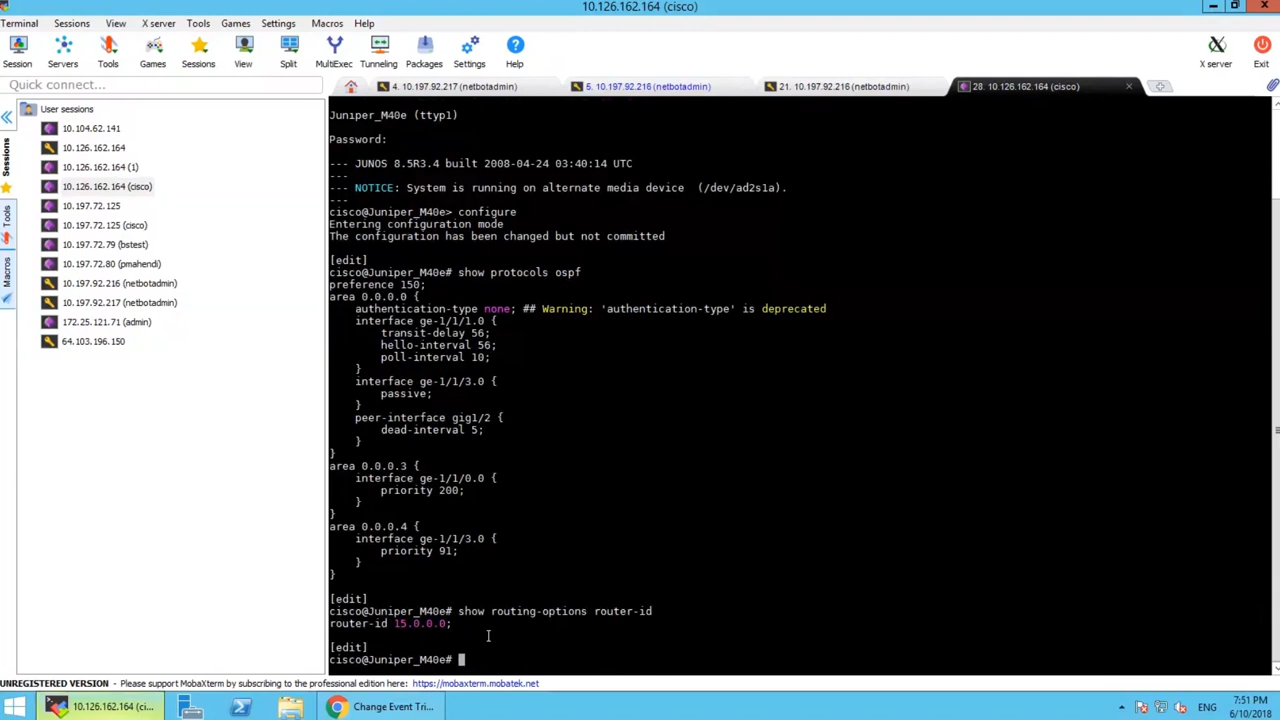 10.126.162.164 (cisco)
Terminal Sessions View X server Tools Games Settings Macros Help
Session Servers Tools Games Sessions View Split MultiExec Tunneling Packages Settings Help X server Exit
Quick connect...
4. 10.197.92.217 (netbotadmin)
5. 10.197.92.216 (netbotadmin)
21. 10.197.92.216 (netbotadmin)
28. 10.126.162.164 (cisco)
Sessions
Tools
Macros
User sessions
10.104.62.141
10.126.162.164
10.126.162.164 (1)
10.126.162.164 (cisco)
10.197.72.125
10.197.72.125 (cisco)
10.197.72.79 (bstest)
10.197.72.80 (pmahendi)
10.197.92.216 (netbotadmin)
10.197.92.217 (netbotadmin)
172.25.121.71 (admin)
64.103.196.150
Juniper_M40e (ttyp1)
Password:
--- JUNOS 8.5R3.4 built 2008-04-24 03:40:14 UTC
---
--- NOTICE: System is running on alternate media device (/dev/ad2s1a).
---
cisco@Juniper_M40e> configure
Entering configuration mode
The configuration has been changed but not committed
[edit]
cisco@Juniper_M40e# show protocols ospf
preference 150;
area 0.0.0.0 {
authentication-type none; ## Warning: 'authentication-type' is deprecated
interface ge-1/1/1.0 {
transit-delay 56;
hello-interval 56;
poll-interval 10;
}
interface ge-1/1/3.0 {
passive;
}
peer-interface gig1/2 {
dead-interval 5;
}
}
area 0.0.0.3 {
interface ge-1/1/0.0 {
priority 200;
}
}
area 0.0.0.4 {
interface ge-1/1/3.0 {
priority 91;
}
}
[edit]
cisco@Juniper_M40e# show routing-options router-id
router-id 15.0.0.0;
[edit]
cisco@Juniper_M40e#
UNREGISTERED VERSION - Please support MobaXterm by subscribing to the professional edition here: https://mobaxterm.mobatek.net
10.126.162.164 (ci...
Change Event Tri...
ENG
7:51 PM
6/10/2018